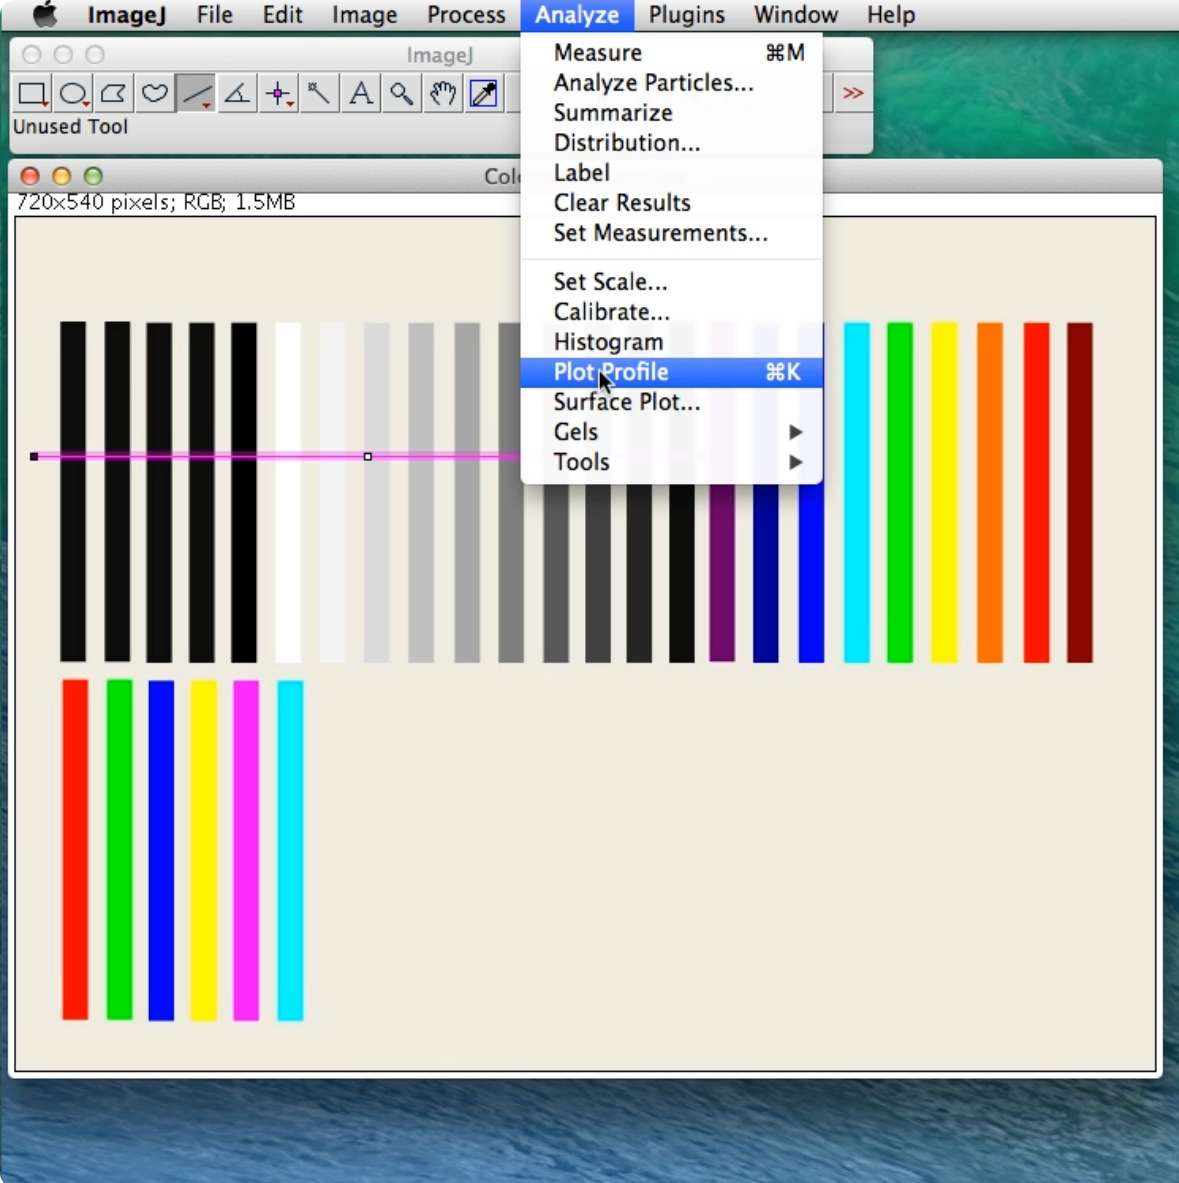 ImageJ File Edit Image Process Analyze Plugins Window Help
ImageJ
Unused Tool
720x540 pixels; RGB; 1.5MB
Measure ⌘M
Analyze Particles...
Summarize
Distribution...
Label
Clear Results
Set Measurements...
Set Scale...
Calibrate...
Histogram
Plot Profile ⌘K
Surface Plot...
Gels
Tools